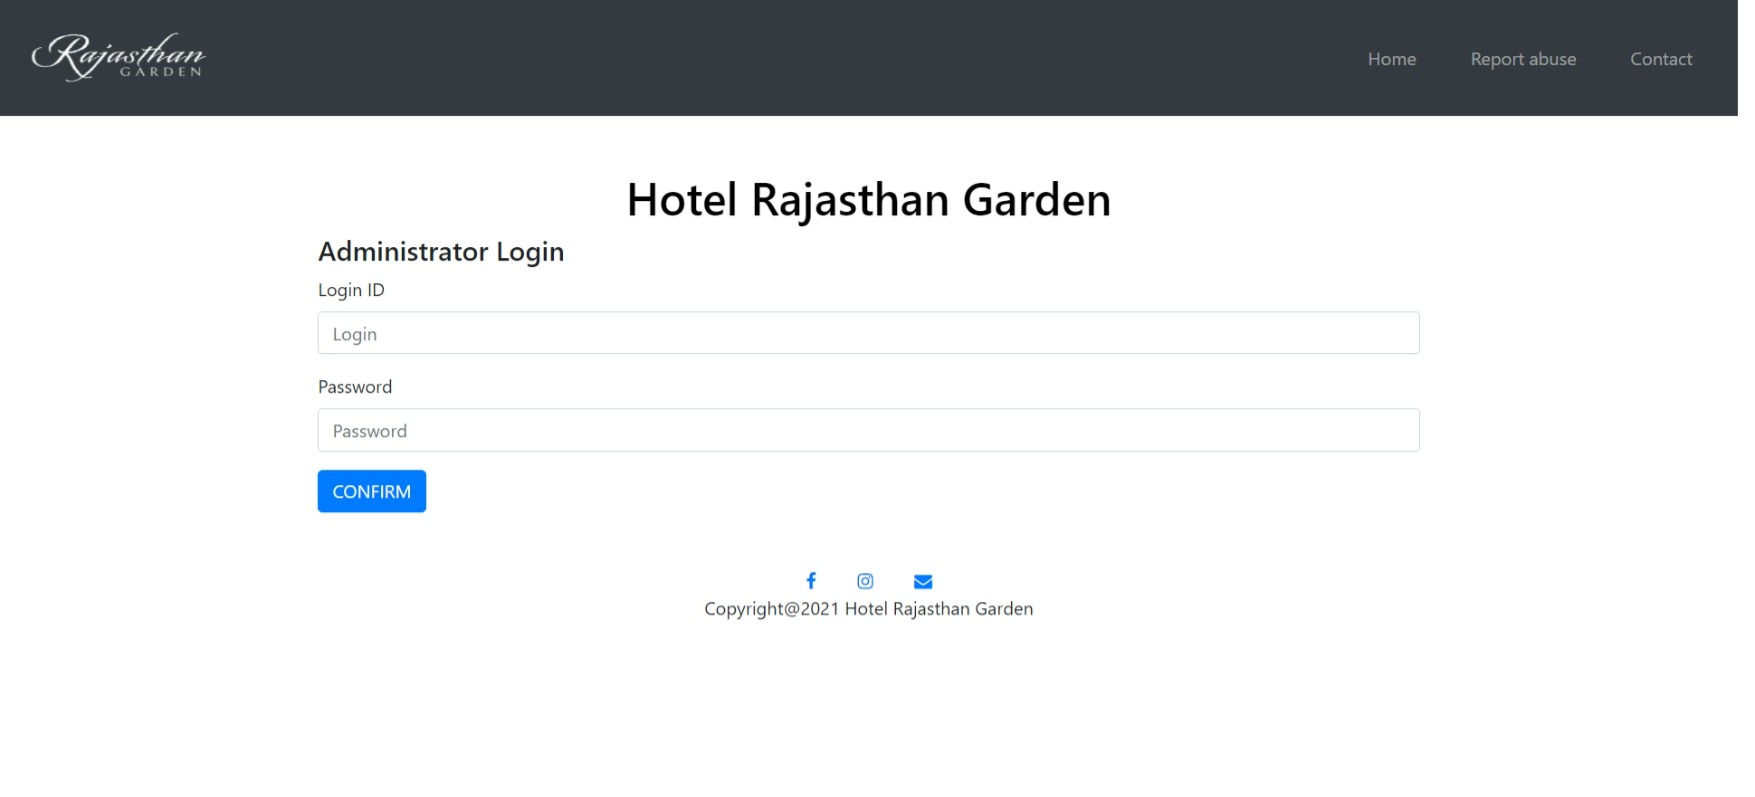 Rajasthan
GARDEN
Home Report abuse Contact
Hotel Rajasthan Garden
Administrator Login
Login ID
Login
Password
Password
CONFIRM
Copyright@2021 Hotel Rajasthan Garden